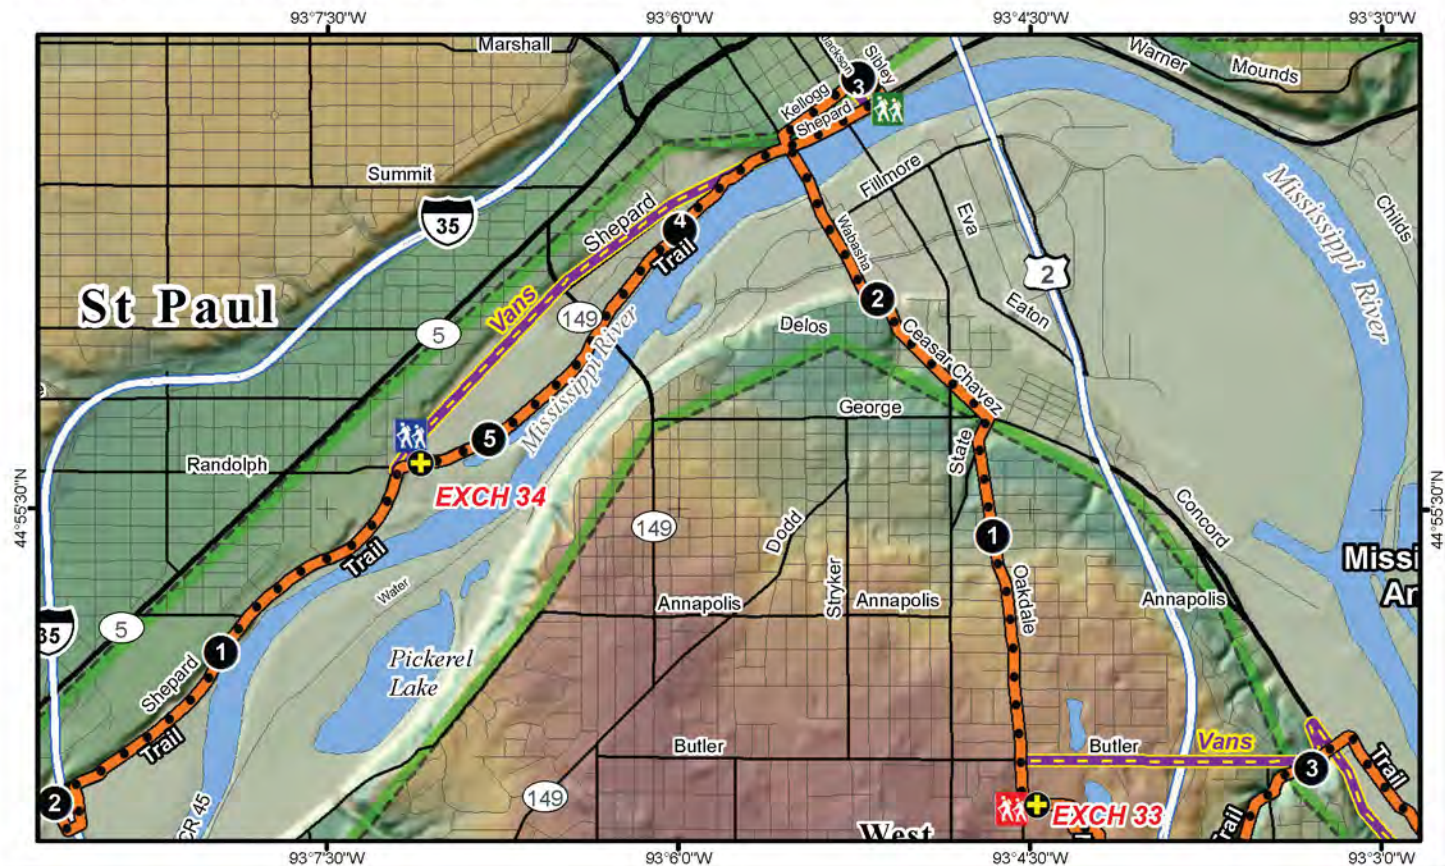 93°7'30"W 93°6'0"W 93°4'30"W 93°3'0"W
Marshall
Jackson
Sibley
Warner
Mounds
3
Kellogg
Shepard
Summit
Fillmore
Mississippi River
Childs
35
Shepard
4
Trail
Wabasha
Eva
2
St Paul
Vans
149
2
Eaton
5
Delos
Ceasar Chavez
Mississippi River
George
5
State
Randolph
EXCH 34
44°55'30"N
44°55'30"N
149
Dodd
1
Concord
Trail
Missi
Water
Stryker
Oakdale
Annapolis
Annapolis
Annapolis
Ar
35
5
1
Pickerel
Lake
Shepard
Trail
Butler
Butler
Vans
3
Trail
149
2
CR 45
EXCH 33
West
93°7'30"W 93°6'0"W 93°4'30"W 93°3'0"W